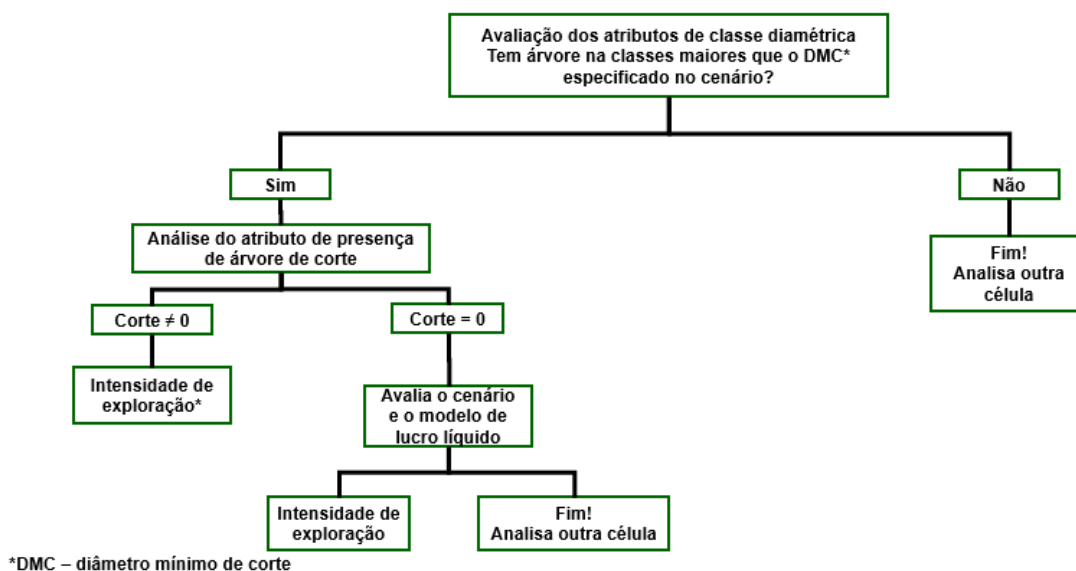 Avaliação dos atributos de classe diamétrica
Tem árvore na classes maiores que o DMC*
especificado no cenário?
Sim
Não
Análise do atributo de presença
de árvore de corte
Fim!
Analisa outra
célula
Corte ≠ 0
Corte = 0
Intensidade de
exploração*
Avalia o cenário
e o modelo de
lucro líquido
Intensidade de
exploração
Fim!
Analisa outra célula
*DMC – diâmetro mínimo de corte